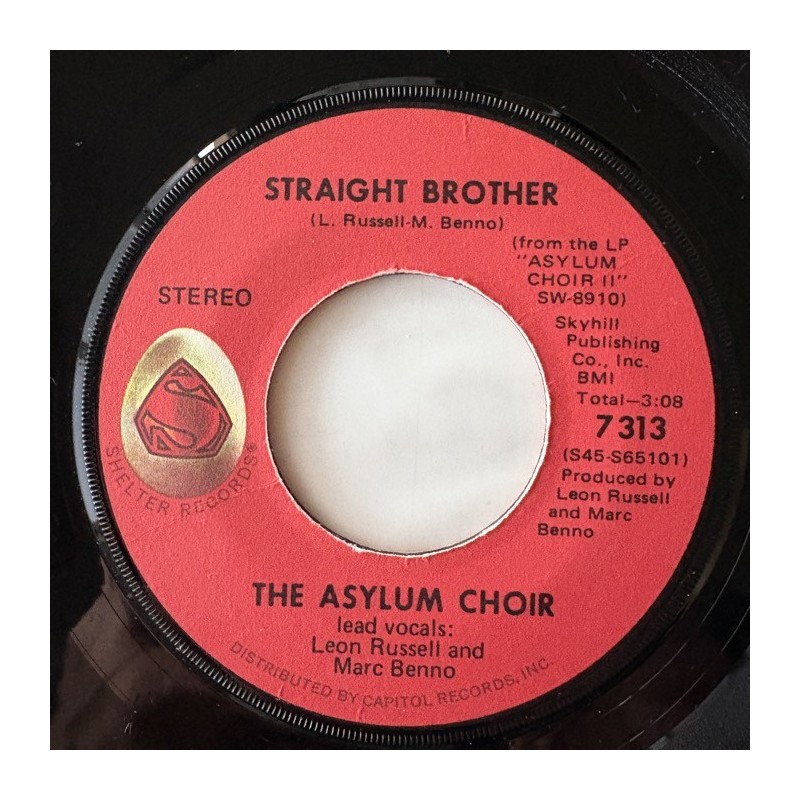 STRAIGHT BROTHER
(L. Russell-M. Benno)
(from the LP
"ASYLUM
CHOIR II"
SW-8910)
STEREO
Skyhill
Publishing
Co., Inc.
BMI
Total—3:08
7313
(S45-S65101)
Produced by
Leon Russell
and Marc
Benno
S
SHELTER RECORDS®
THE ASYLUM CHOIR
lead vocals:
Leon Russell and
Marc Benno
DISTRIBUTED BY CAPITOL RECORDS, INC.